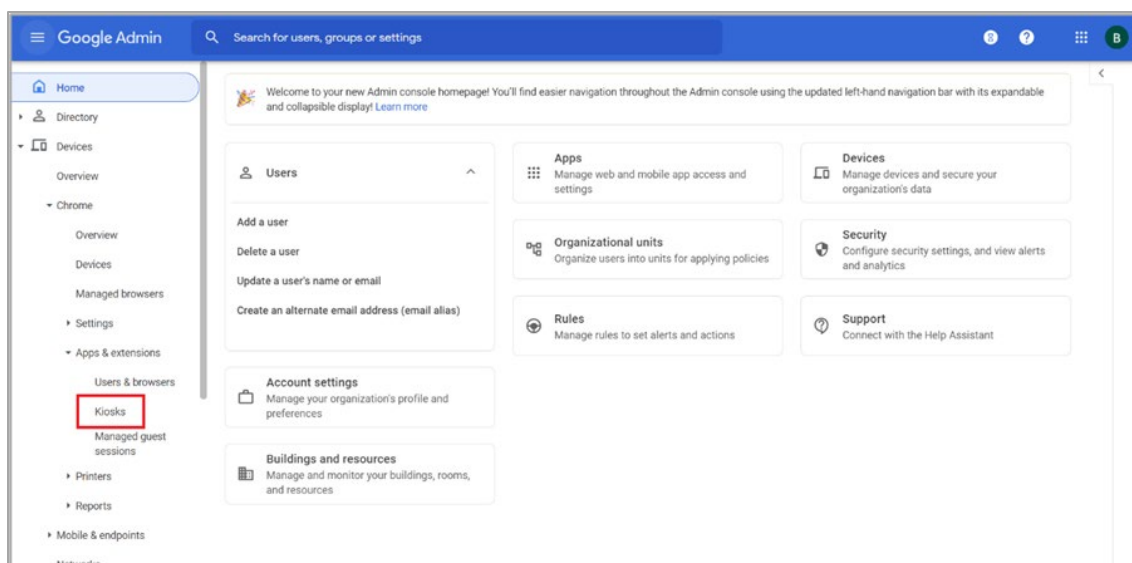 Google Admin
Search for users, groups or settings
B
Home
Directory
Devices
Overview
Chrome
Overview
Devices
Managed browsers
Settings
Apps & extensions
Users & browsers
Kiosks
Managed guest
sessions
Printers
Reports
Mobile & endpoints
Networks
Welcome to your new Admin console homepage! You'll find easier navigation throughout the Admin console using the updated left-hand navigation bar with its expandable
and collapsible display! Learn more
Users
Add a user
Delete a user
Update a user's name or email
Create an alternate email address (email alias)
Apps
Manage web and mobile app access and
settings
Devices
Manage devices and secure your
organization's data
Organizational units
Organize users into units for applying policies
Security
Configure security settings, and view alerts
and analytics
Rules
Manage rules to set alerts and actions
Support
Connect with the Help Assistant
Account settings
Manage your organization's profile and
preferences
Buildings and resources
Manage and monitor your buildings, rooms,
and resources